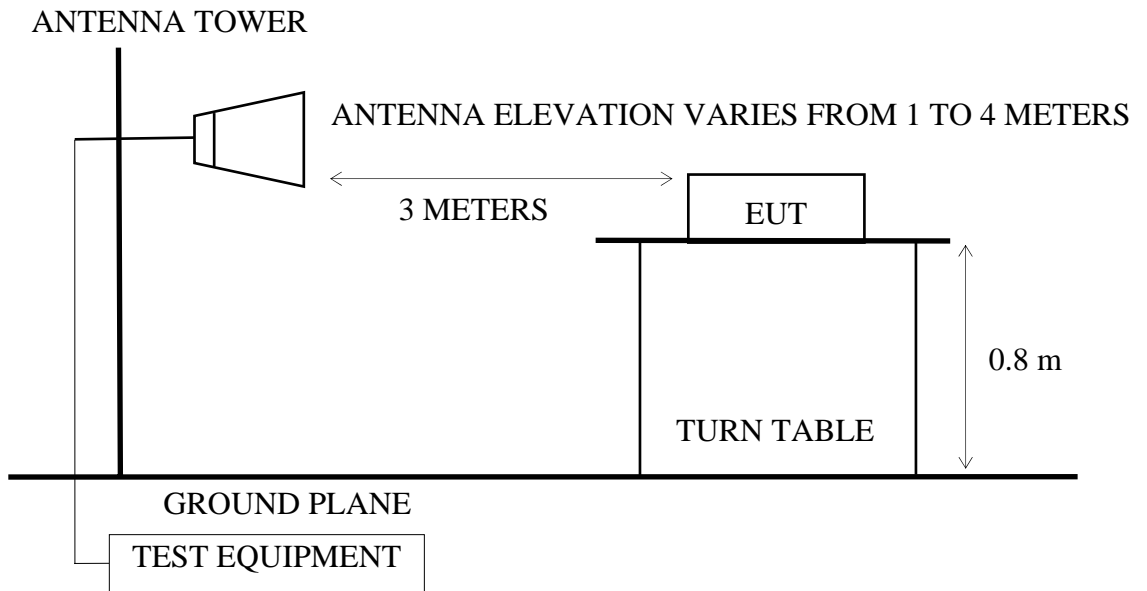 ANTENNA TOWER
ANTENNA ELEVATION VARIES FROM 1 TO 4 METERS
3 METERS
EUT
0.8 m
TURN TABLE
GROUND PLANE
TEST EQUIPMENT